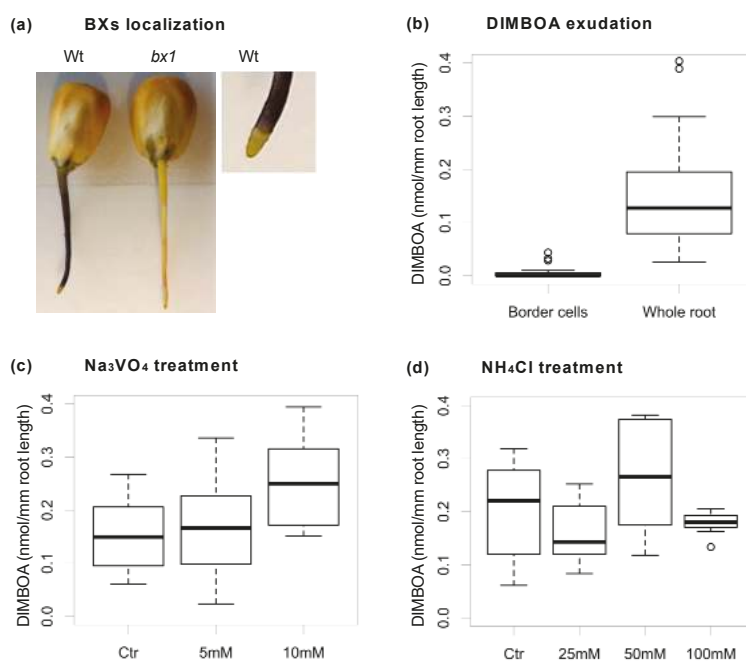 (a) BXs localization
Wt bx1 Wt
(b) DIMBOA exudation
DIMBOA (nmol/mm root length)
0.4
0.3
0.2
0.1
0.0
Border cells Whole root
(c) Na₃VO₄ treatment
DIMBOA (nmol/mm root length)
0.4
0.3
0.2
0.1
0.0
Ctr 5mM 10mM
(d) NH₄Cl treatment
DIMBOA (nmol/mm root length)
0.4
0.3
0.2
0.1
0.0
Ctr 25mM 50mM 100mM